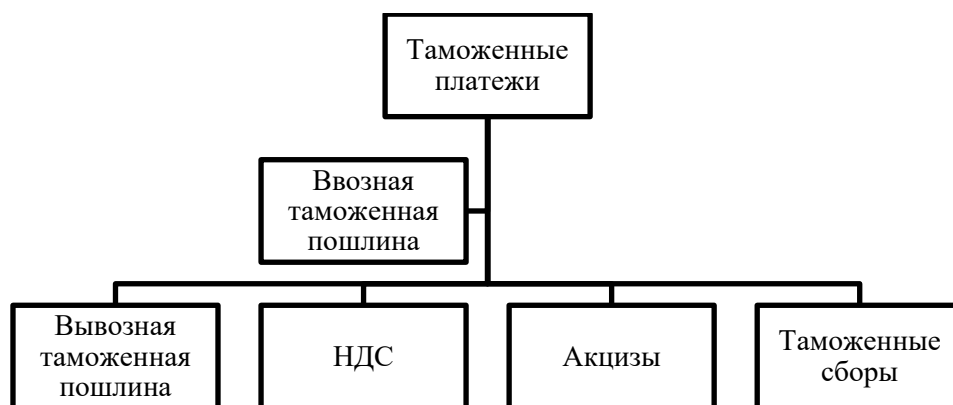 Таможенные
платежи
Ввозная
таможенная
пошлина
Вывозная
таможенная
пошлина
НДС
Акцизы
Таможенные
сборы